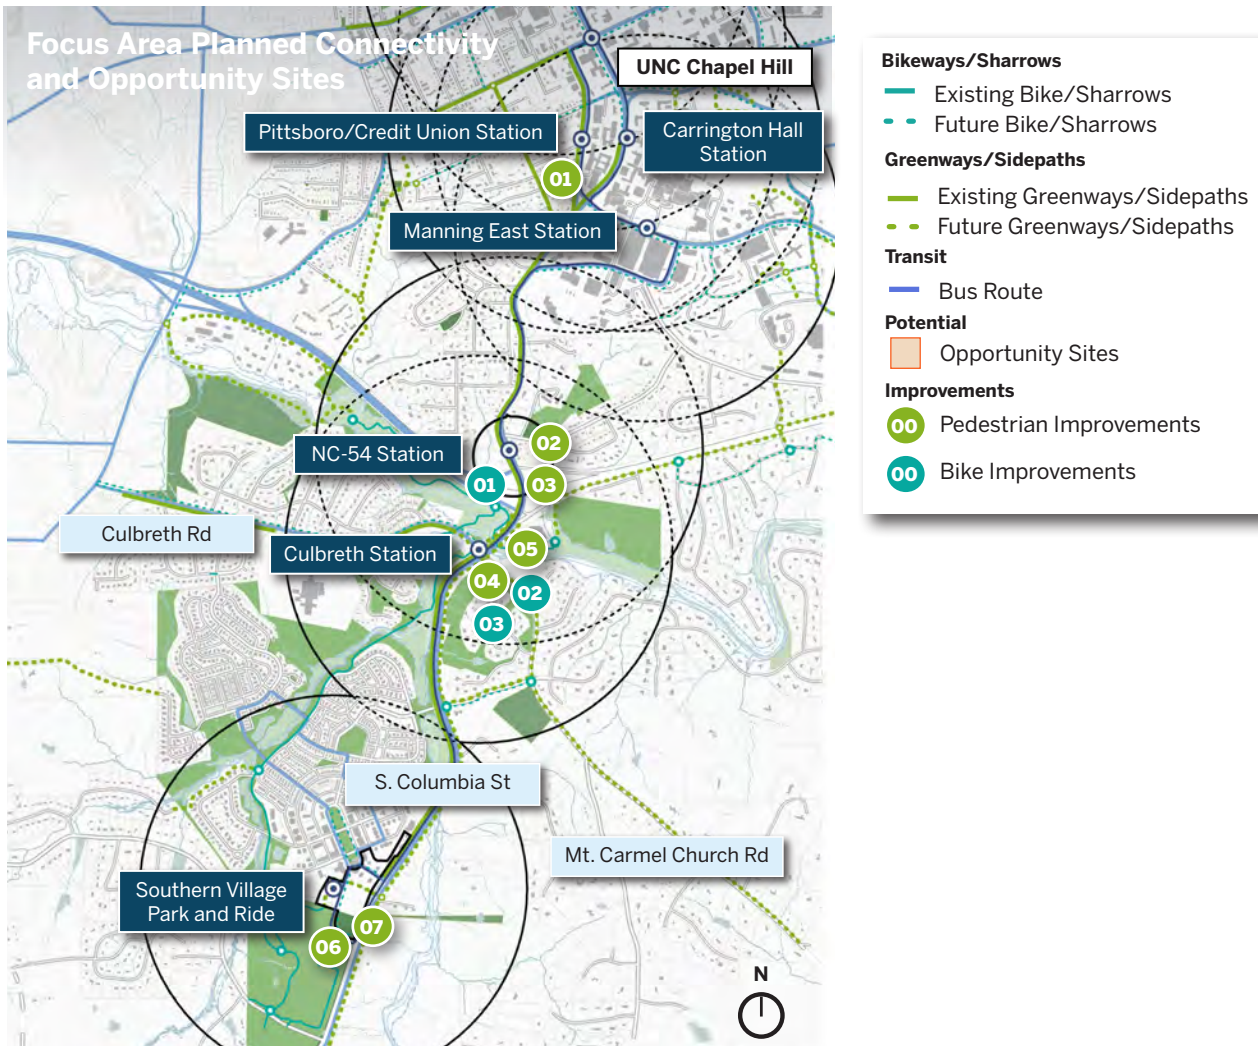 Focus Area Planned Connectivity
and Opportunity Sites
UNC Chapel Hill
Pittsboro/Credit Union Station
Carrington Hall
Station
01
Manning East Station
NC-54 Station
02
01
03
Culbreth Rd
Culbreth Station
05
04
02
03
S. Columbia St
Mt. Carmel Church Rd
Southern Village
Park and Ride
07
06
N
Bikeways/Sharrows
Existing Bike/Sharrows
Future Bike/Sharrows
Greenways/Sidepaths
Existing Greenways/Sidepaths
Future Greenways/Sidepaths
Transit
Bus Route
Potential
Opportunity Sites
Improvements
00 Pedestrian Improvements
00 Bike Improvements